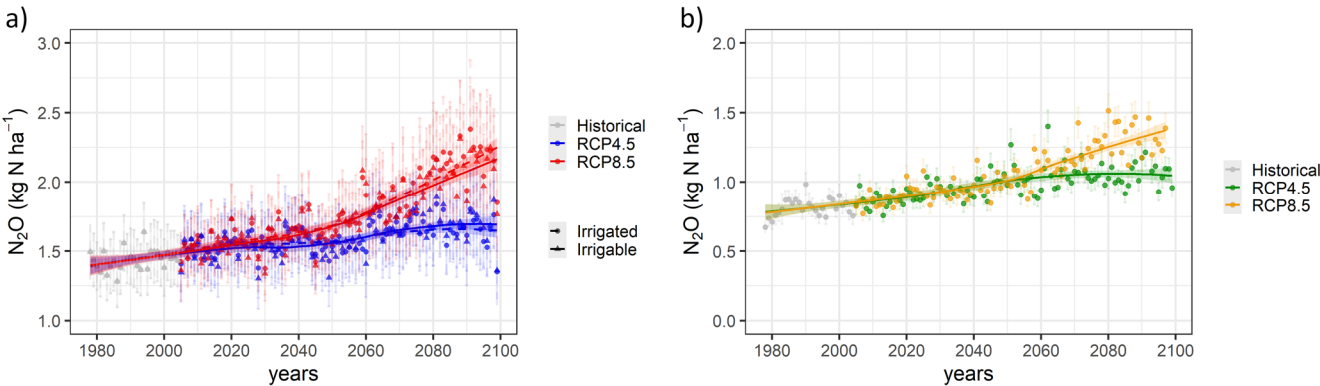 a)
3.0
2.5
2.0
1.5
1.0
N₂O (kg N ha⁻¹)
1980 2000 2020 2040 2060 2080 2100
years
Historical
RCP4.5
RCP8.5
Irrigated
Irrigable
b)
2.0
1.5
1.0
0.5
0.0
N₂O (kg N ha⁻¹)
1980 2000 2020 2040 2060 2080 2100
years
Historical
RCP4.5
RCP8.5